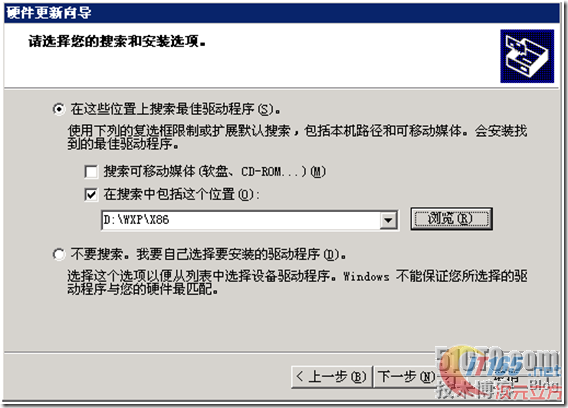 硬件更新向导
请选择您的搜索和安装选项。
在这些位置上搜索最佳驱动程序(S)。
使用下列的复选框限制或扩展默认搜索,包括本机路径和可移动媒体。会安装找
到的最佳驱动程序。
搜索可移动媒体(软盘、CD-ROM...)(M)
在搜索中包括这个位置(O):
D:\WXP\X86
浏览(R)
不要搜索。我要自己选择要安装的驱动程序(D)。
选择这个选项以便从列表中选择设备驱动程序。Windows 不能保证您所选择的驱
动程序与您的硬件最匹配。
< 上一步(B)
下一步(N)
51CTO.com
技术博
Blog